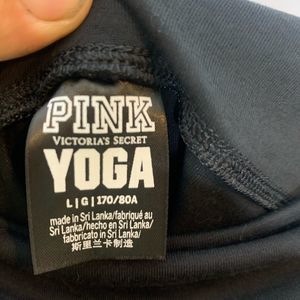 PINK
VICTORIA'S SECRET
YOGA
L | G | 170/80A
made in Sri Lanka/fabriqué au
Sri Lanka/hecho en Sri Lanka/
fabbricato in Sri Lanka/
斯里兰卡制造